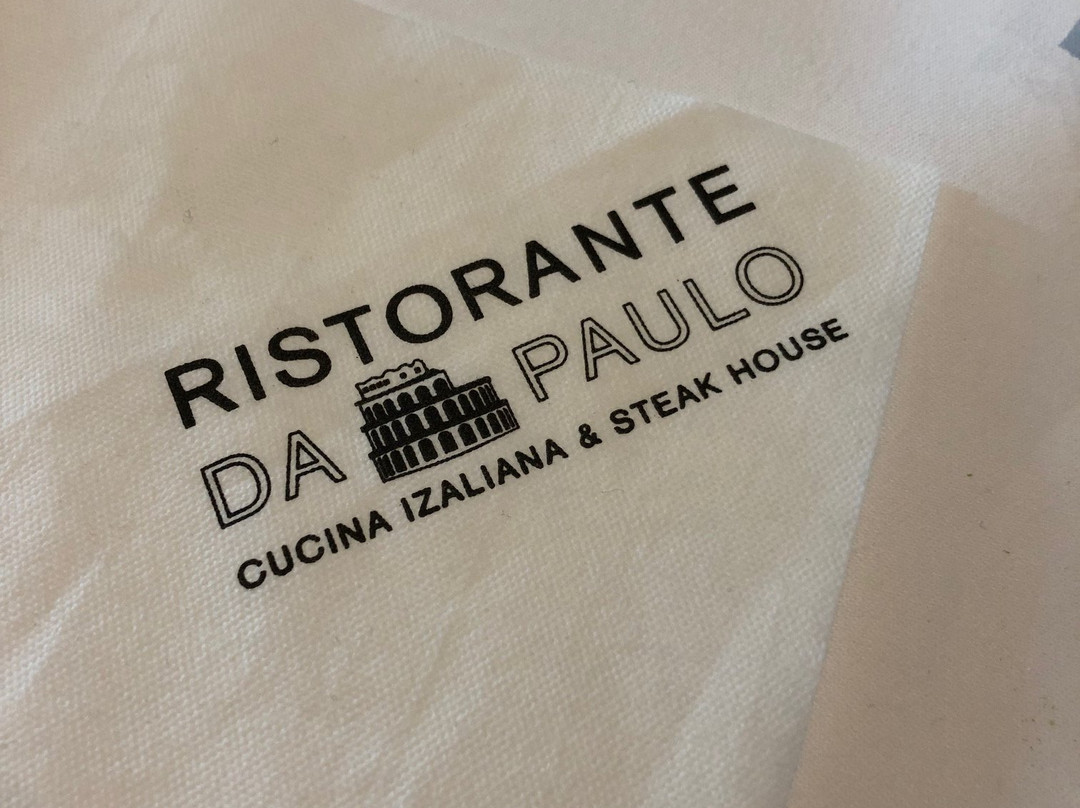 RISTORANTE
DA PAULO
CUCINA IZALIANA & STEAK HOUSE